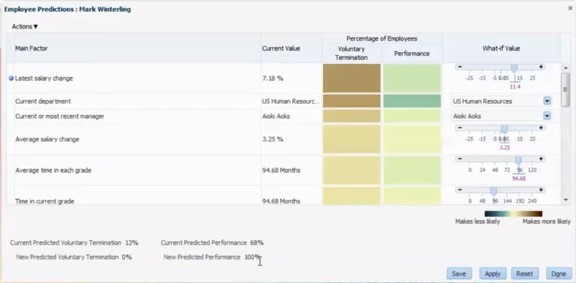 Employee Predictions : Mark Winterling
Actions
Main Factor Current Value Percentage of Employees What-if Value
Voluntary Termination Performance
Latest salary change 7.18 % -25 -15 -5 5 15 25
11.4
Current department US Human Resourc... US Human Resources
Current or most recent manager Aioki Aoks Aioki Aoks
Average salary change 3.25 % -25 -15 -5 5 15 25
3.25
Average time in each grade 94.68 Months 0 24 48 72 96 120
94.68
Time in current grade 94.68 Months 0 48 96 144 192 240
Makes less likely Makes more likely
Current Predicted Voluntary Termination 13% Current Predicted Performance 68%
New Predicted Voluntary Termination 0% New Predicted Performance 100%
Save Apply Reset Done